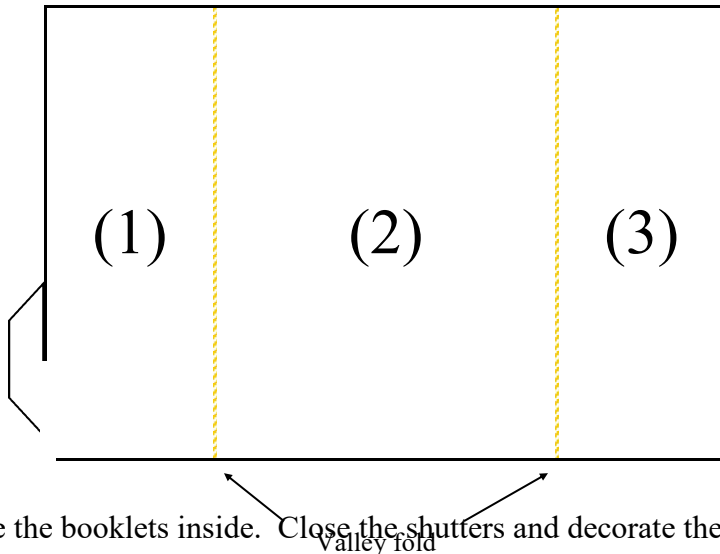 (1) (2) (3)
e the booklets inside.  Close the shutters and decorate the
Valley fold